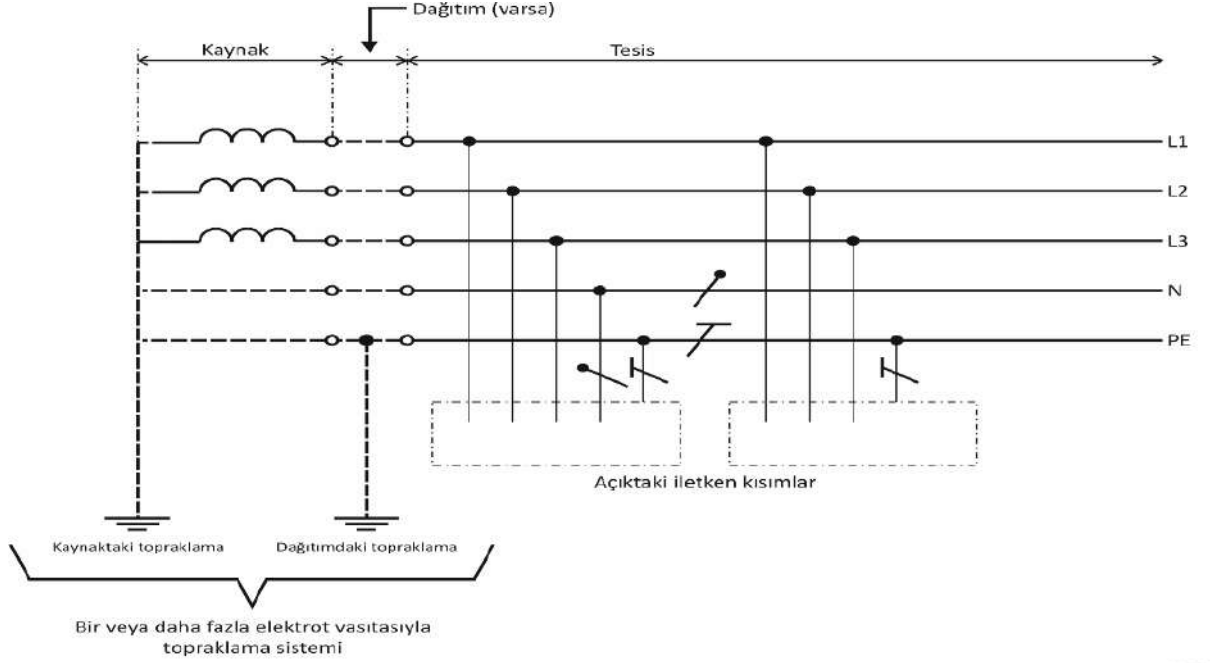 Dağıtım (varsa)
Kaynak
Tesis
L1
L2
L3
N
PE
Açıktaki iletken kısımlar
Kaynaktaki topraklama
Dağıtımdaki topraklama
Bir veya daha fazla elektrot vasıtasıyla
topraklama sistemi